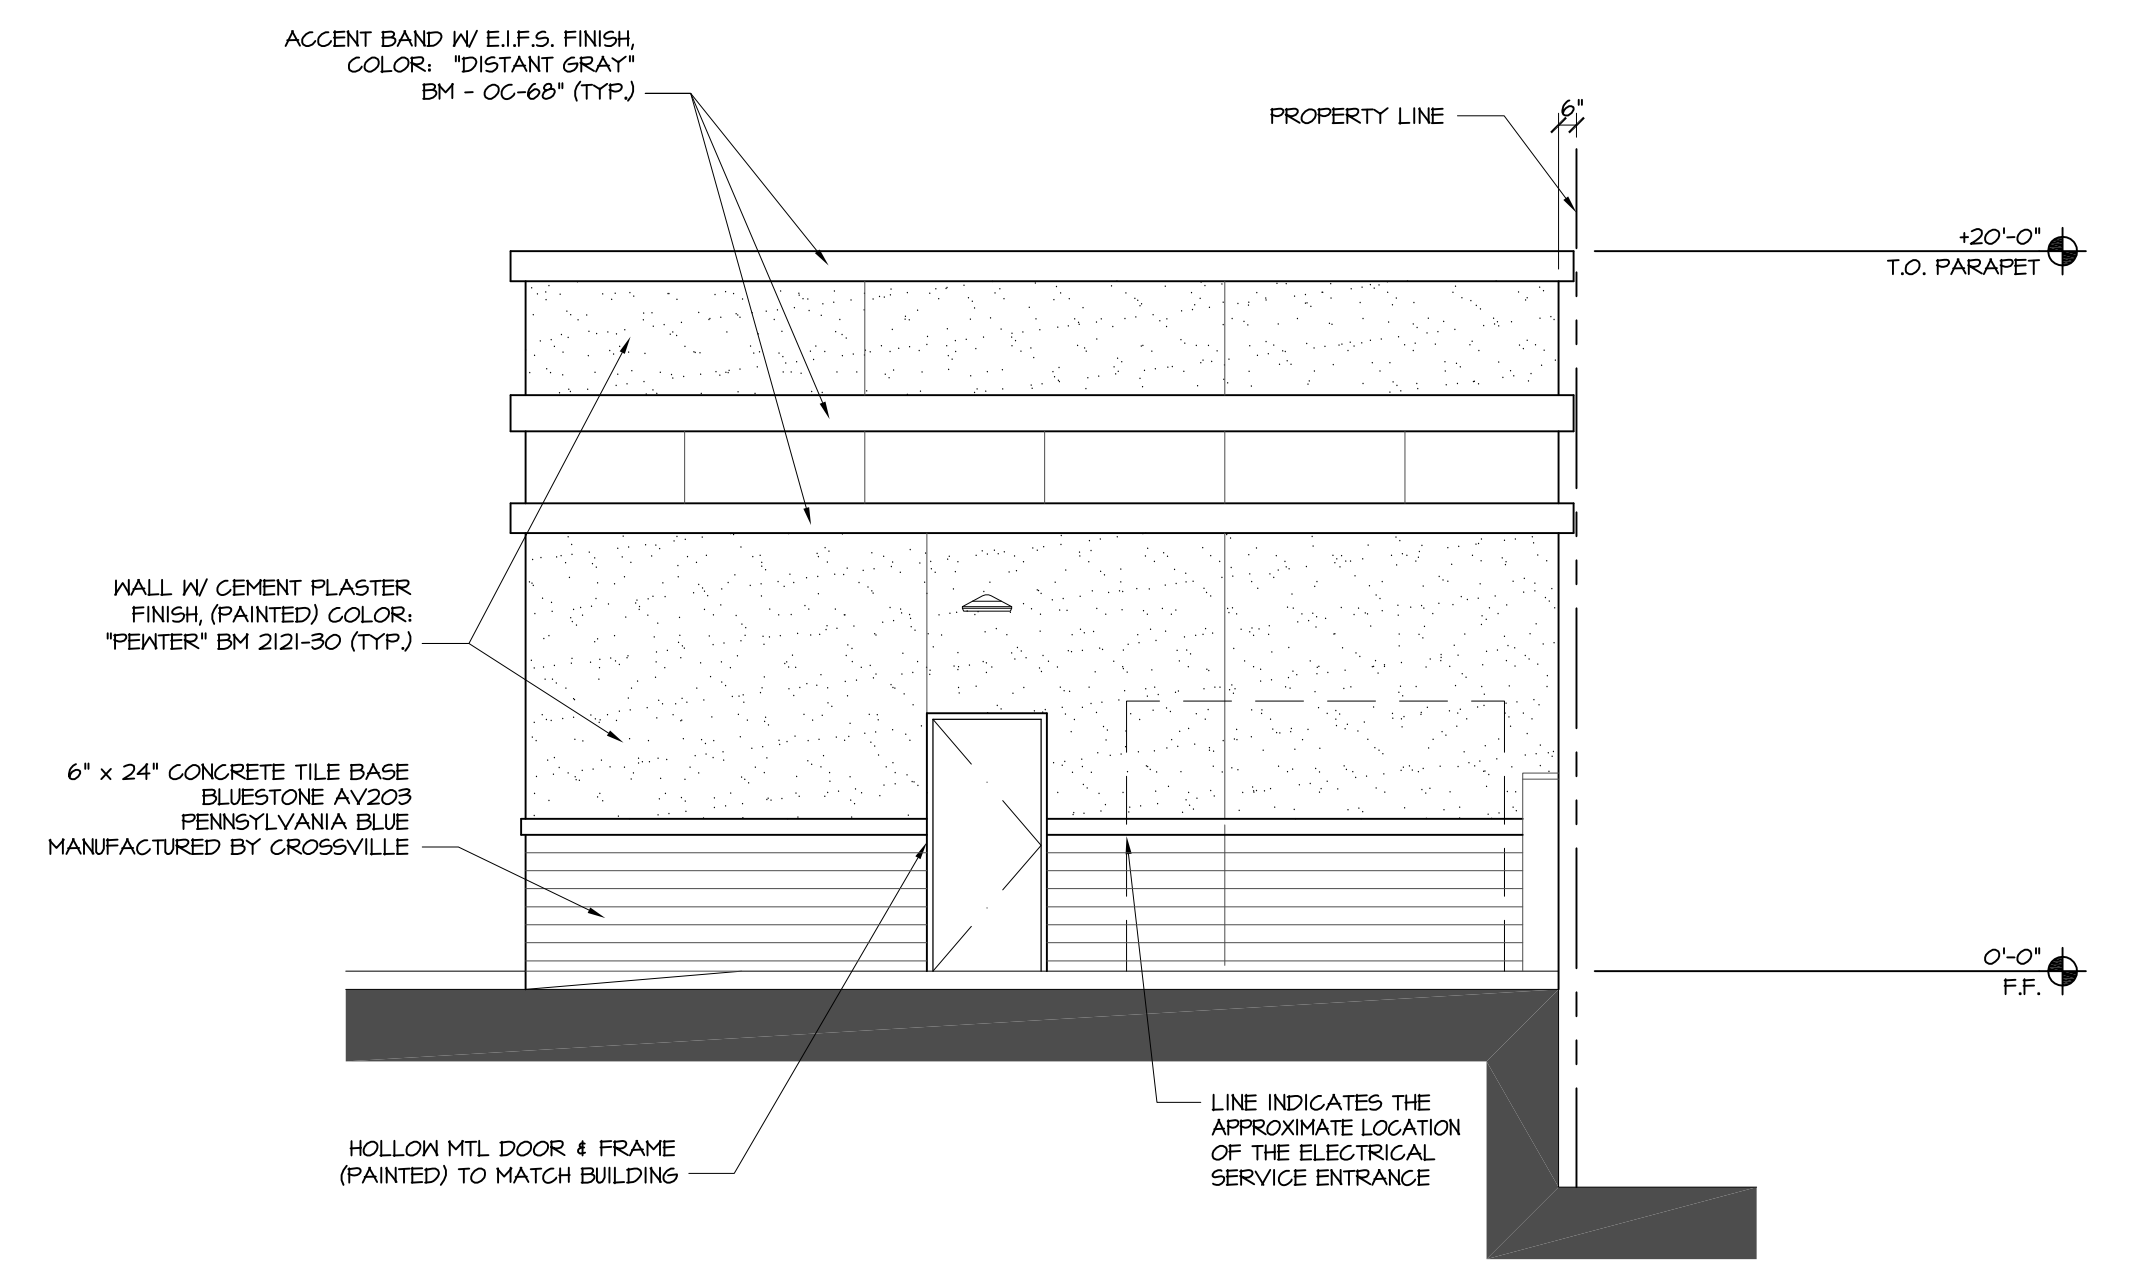 ACCENT BAND W/ E.I.F.S. FINISH,
COLOR: "DISTANT GRAY"
BM - OC-68" (TYP.)
PROPERTY LINE
6"
+20'-0"
T.O. PARAPET
WALL W/ CEMENT PLASTER
FINISH, (PAINTED) COLOR:
"PEWTER" BM 2121-30 (TYP.)
6" x 24" CONCRETE TILE BASE
BLUESTONE AV203
PENNSYLVANIA BLUE
MANUFACTURED BY CROSSVILLE
0'-0"
F.F.
HOLLOW MTL DOOR & FRAME
(PAINTED) TO MATCH BUILDING
LINE INDICATES THE
APPROXIMATE LOCATION
OF THE ELECTRICAL
SERVICE ENTRANCE